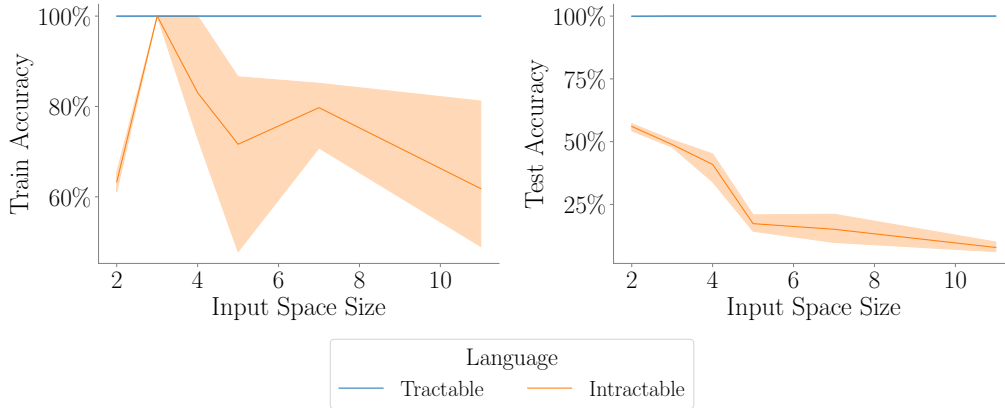 100%
80%
60%
Train Accuracy
2 4 6 8 10
Input Space Size
100%
75%
50%
25%
Test Accuracy
2 4 6 8 10
Input Space Size
Language
Tractable Intractable